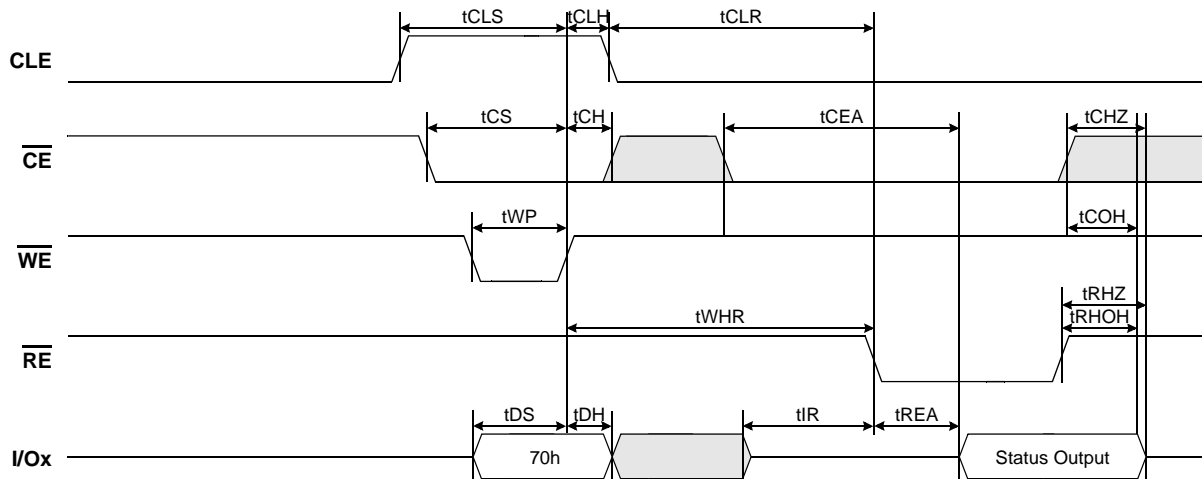 tCLS tCLH tCLR
CLE
tCS tCH tCEA tCHZ
CE
tWP tCOH
WE
tRHZ
tWHR tRHOH
RE
tDS tDH tIR tREA
I/Ox 70h Status Output